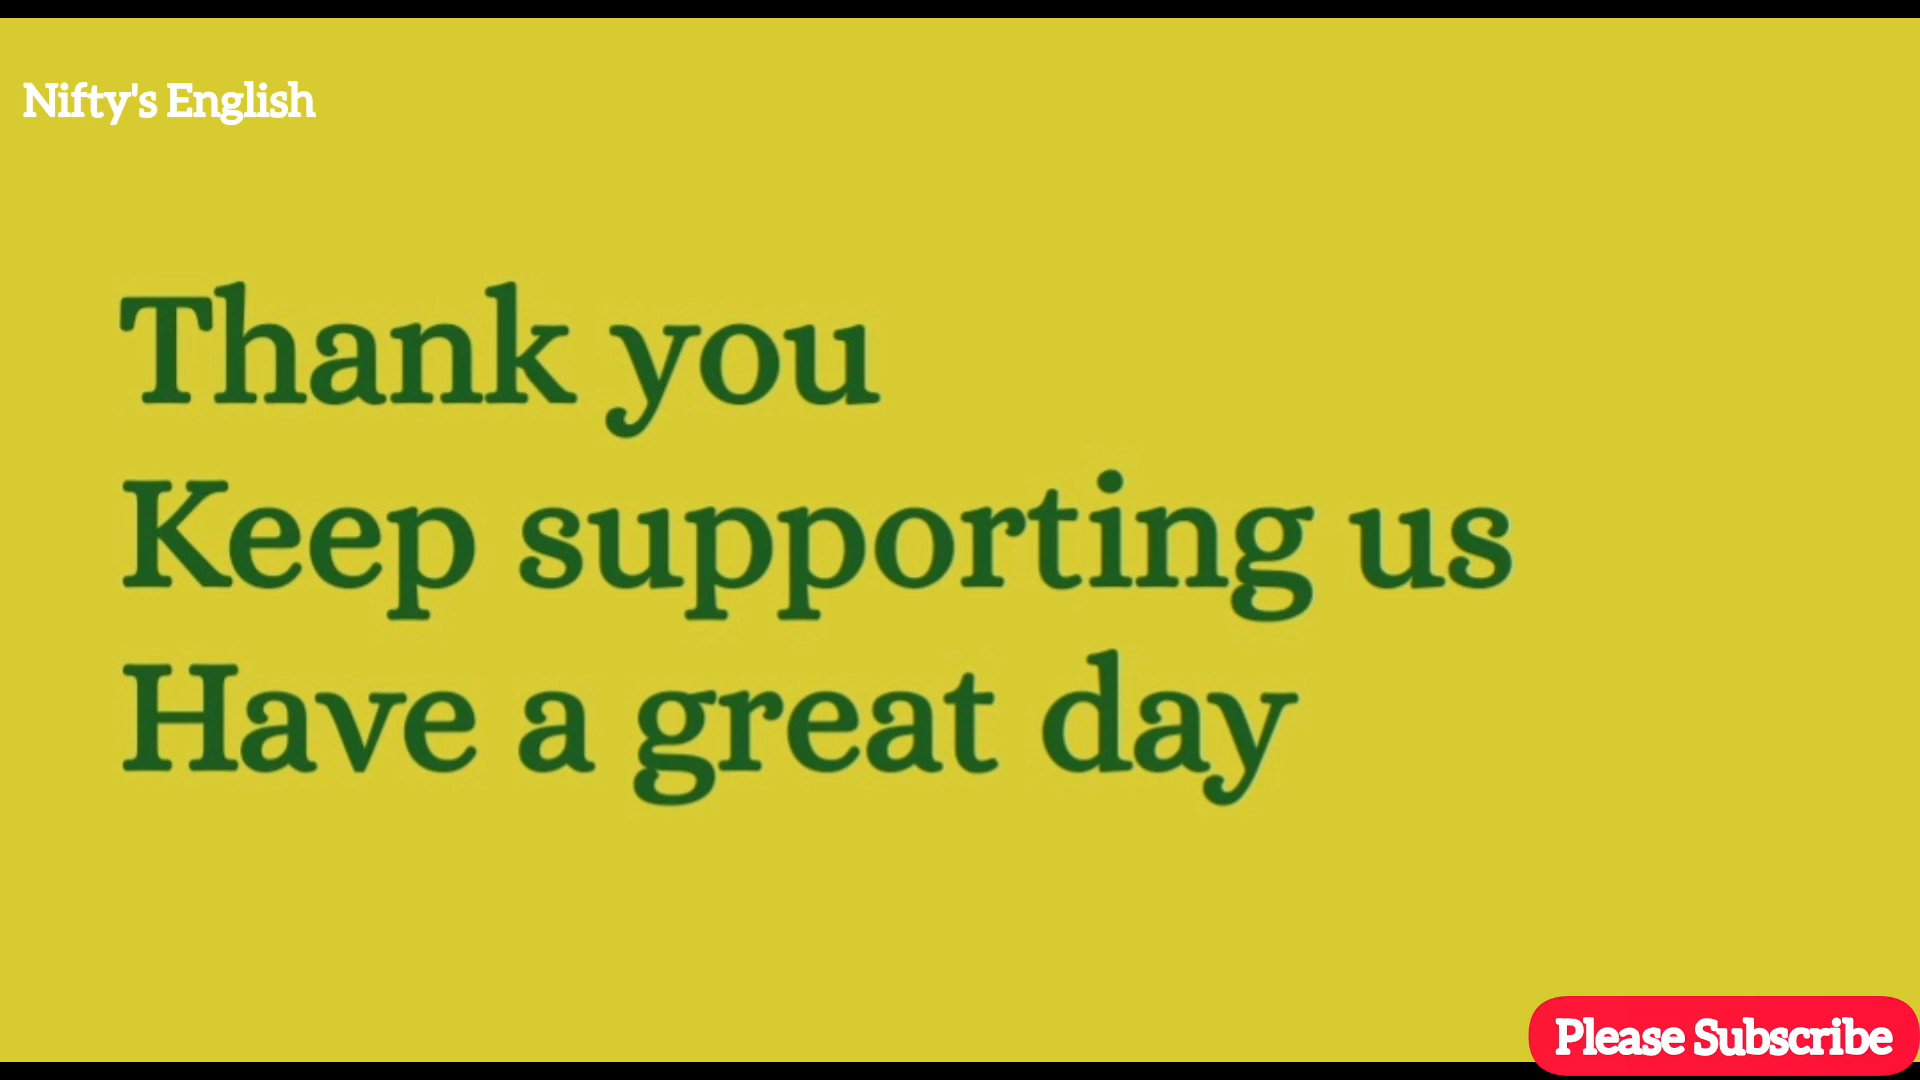 Nifty's English
Thank you
Keep supporting us
Have a great day
Please Subscribe